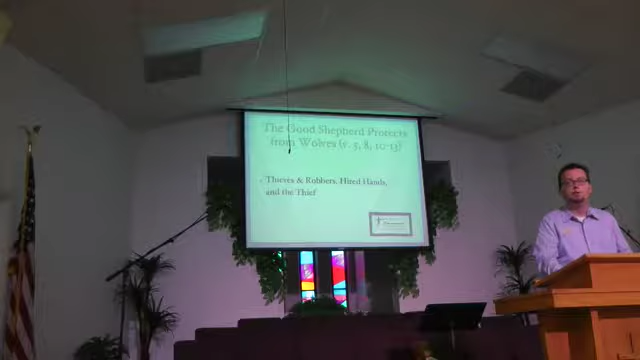 The Good Shepherd Protects
from Wolves (v. 5, 8, 10-13)
Thieves & Robbers, Hired Hands,
and the Thief